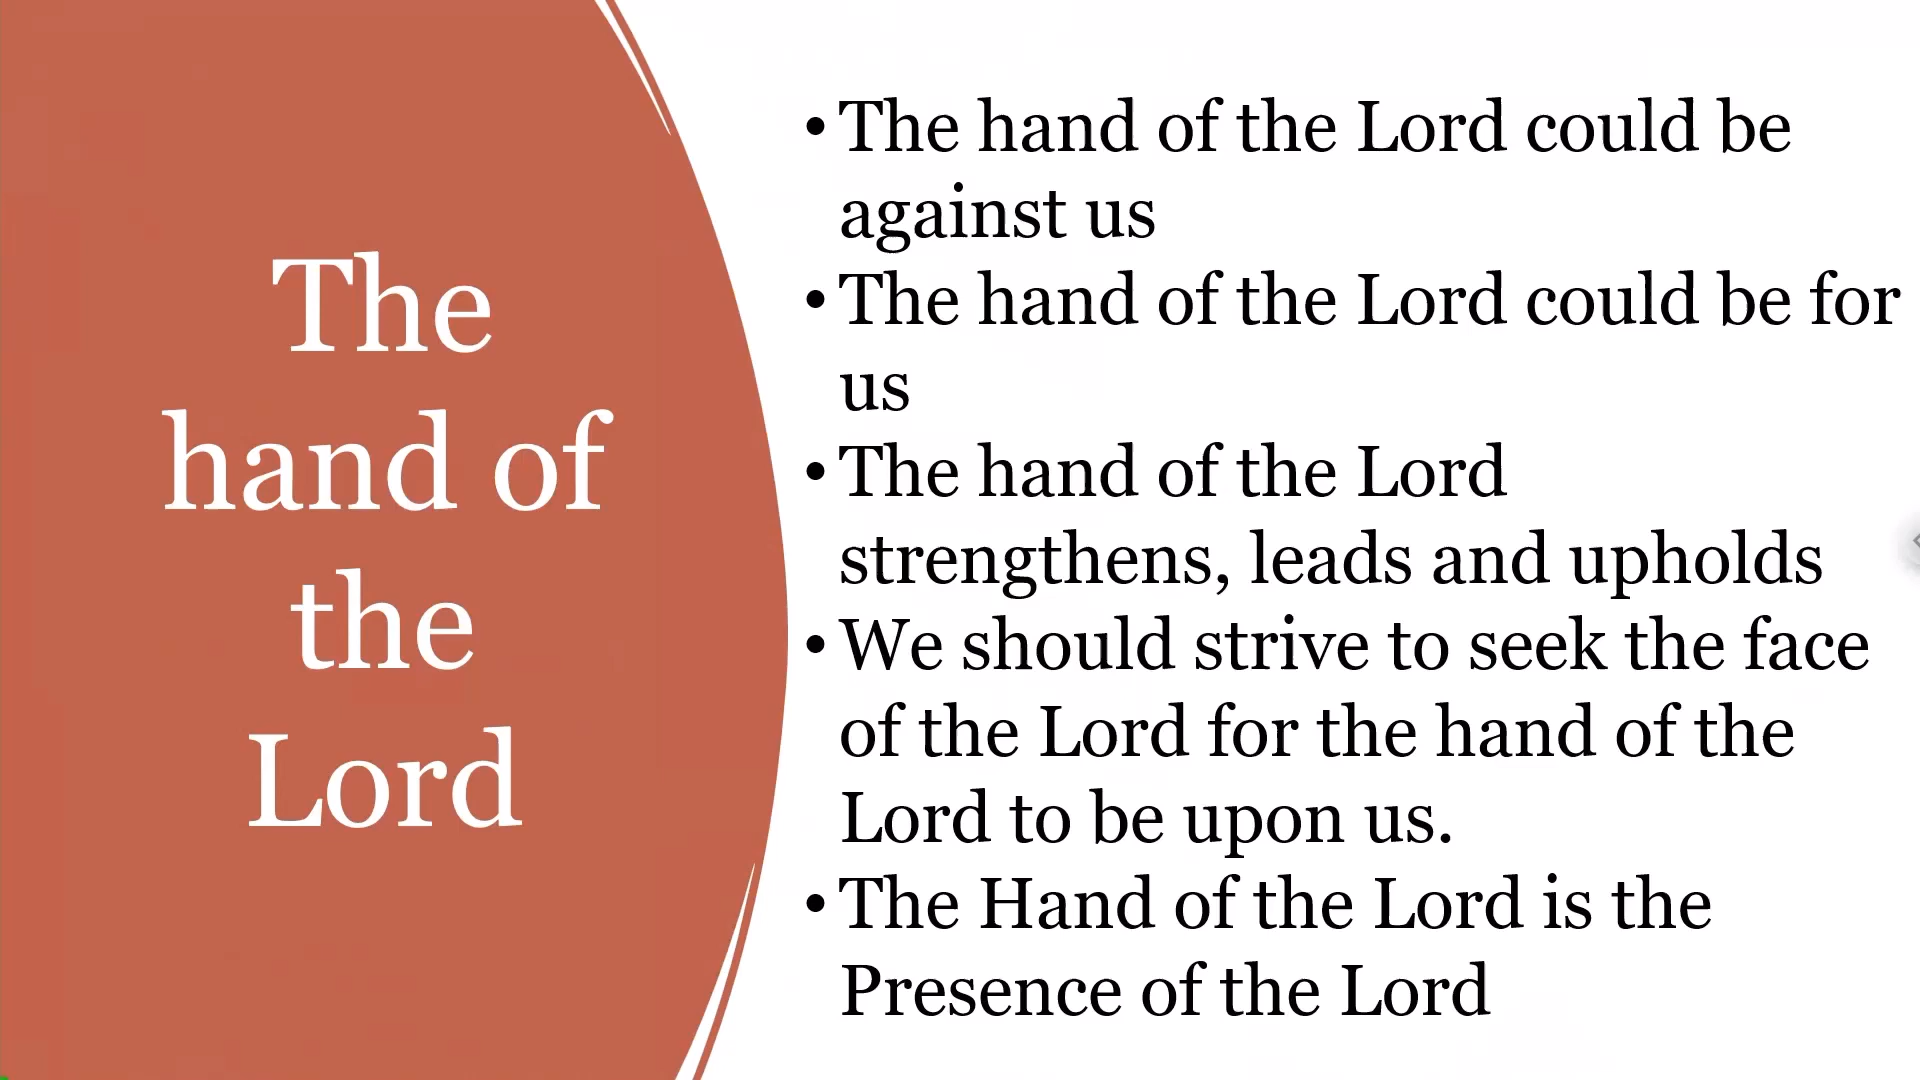 The
hand of
the
Lord
• The hand of the Lord could be
against us
• The hand of the Lord could be for
us
• The hand of the Lord
strengthens, leads and upholds
• We should strive to seek the face
of the Lord for the hand of the
Lord to be upon us.
• The Hand of the Lord is the
Presence of the Lord